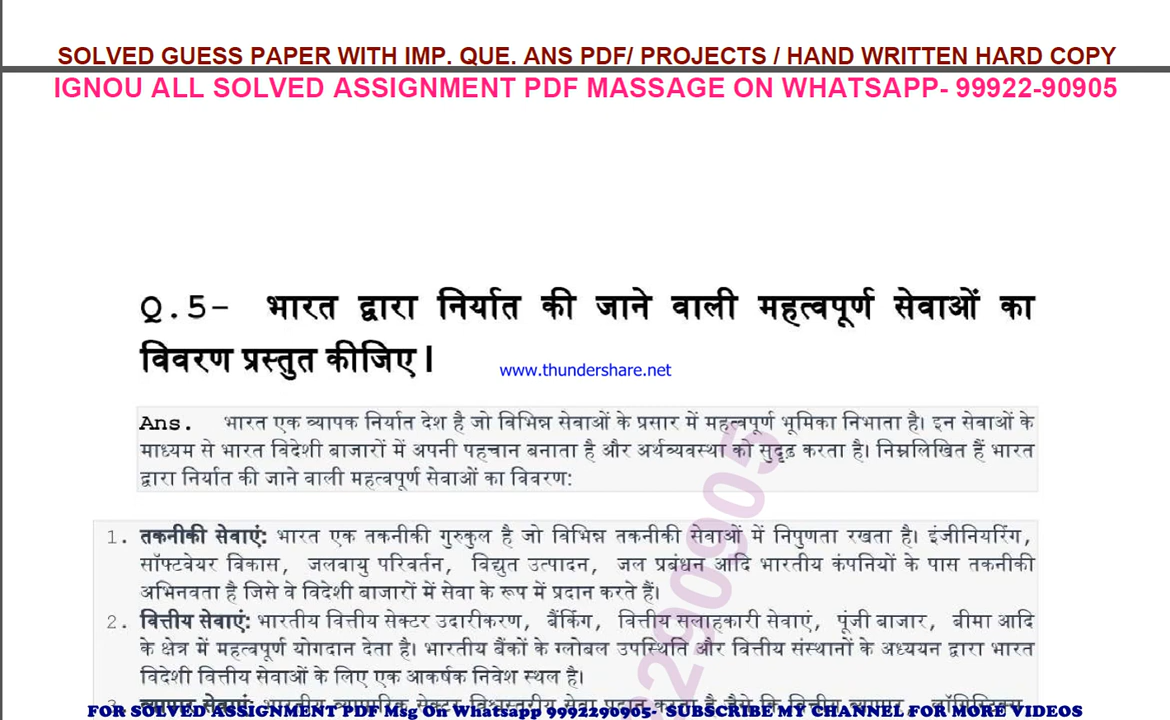 SOLVED GUESS PAPER WITH IMP. QUE. ANS PDF/ PROJECTS / HAND WRITTEN HARD COPY
IGNOU ALL SOLVED ASSIGNMENT PDF MASSAGE ON WHATSAPP- 99922-90905
Q.5- भारत द्वारा निर्यात की जाने वाली महत्वपूर्ण सेवाओं का
विवरण प्रस्तुत कीजिए।
www.thundershare.net
Ans. भारत एक व्यापक निर्यात देश है जो विभिन्न सेवाओं के प्रसार में महत्वपूर्ण भूमिका निभाता है। इन सेवाओं के
माध्यम से भारत विदेशी बाजारों में अपनी पहचान बनाता है और अर्थव्यवस्था को सुदृढ़ करता है। निम्नलिखित हैं भारत
द्वारा निर्यात की जाने वाली महत्वपूर्ण सेवाओं का विवरण:
1. तकनीकी सेवाएं: भारत एक तकनीकी गुरुकुल है जो विभिन्न तकनीकी सेवाओं में निपुणता रखता है। इंजीनियरिंग,
सॉफ्टवेयर विकास, जलवायु परिवर्तन, विद्युत उत्पादन, जल प्रबंधन आदि भारतीय कंपनियों के पास तकनीकी
अभिनवता है जिसे वे विदेशी बाजारों में सेवा के रूप में प्रदान करते हैं।
2. वित्तीय सेवाएं: भारतीय वित्तीय सेक्टर उदारीकरण, बैंकिंग, वित्तीय सलाहकारी सेवाएं, पूंजी बाजार, बीमा आदि
के क्षेत्र में महत्वपूर्ण योगदान देता है। भारतीय बैंकों के ग्लोबल उपस्थिति और वित्तीय संस्थानों के अध्ययन द्वारा भारत
विदेशी वित्तीय सेवाओं के लिए एक आकर्षक निवेश स्थल है।
FOR SOLVED ASSIGNMENT PDF Msg On Whatsapp 9992290905- SUBSCRIBE MY CHANNEL FOR MORE VIDEOS